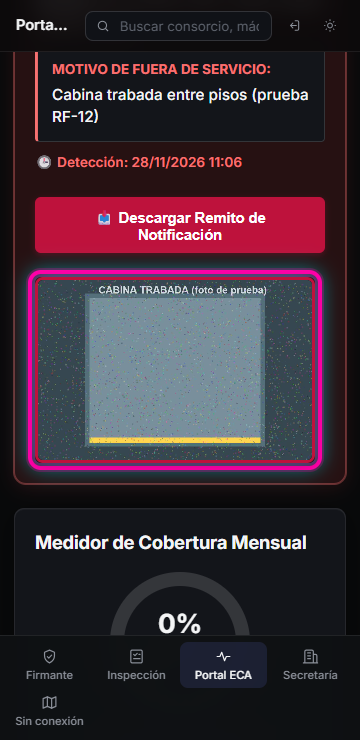 Porta...
Buscar consorcio, mác
MOTIVO DE FUERA DE SERVICIO:
Cabina trabada entre pisos (prueba
RF-12)
Detección: 28/11/2026 11:06
Descargar Remito de
Notificación
CABINA TRABADA (foto de prueba)
Medidor de Cobertura Mensual
0%
Firmante
Inspección
Portal ECA
Secretaría
Sin conexión